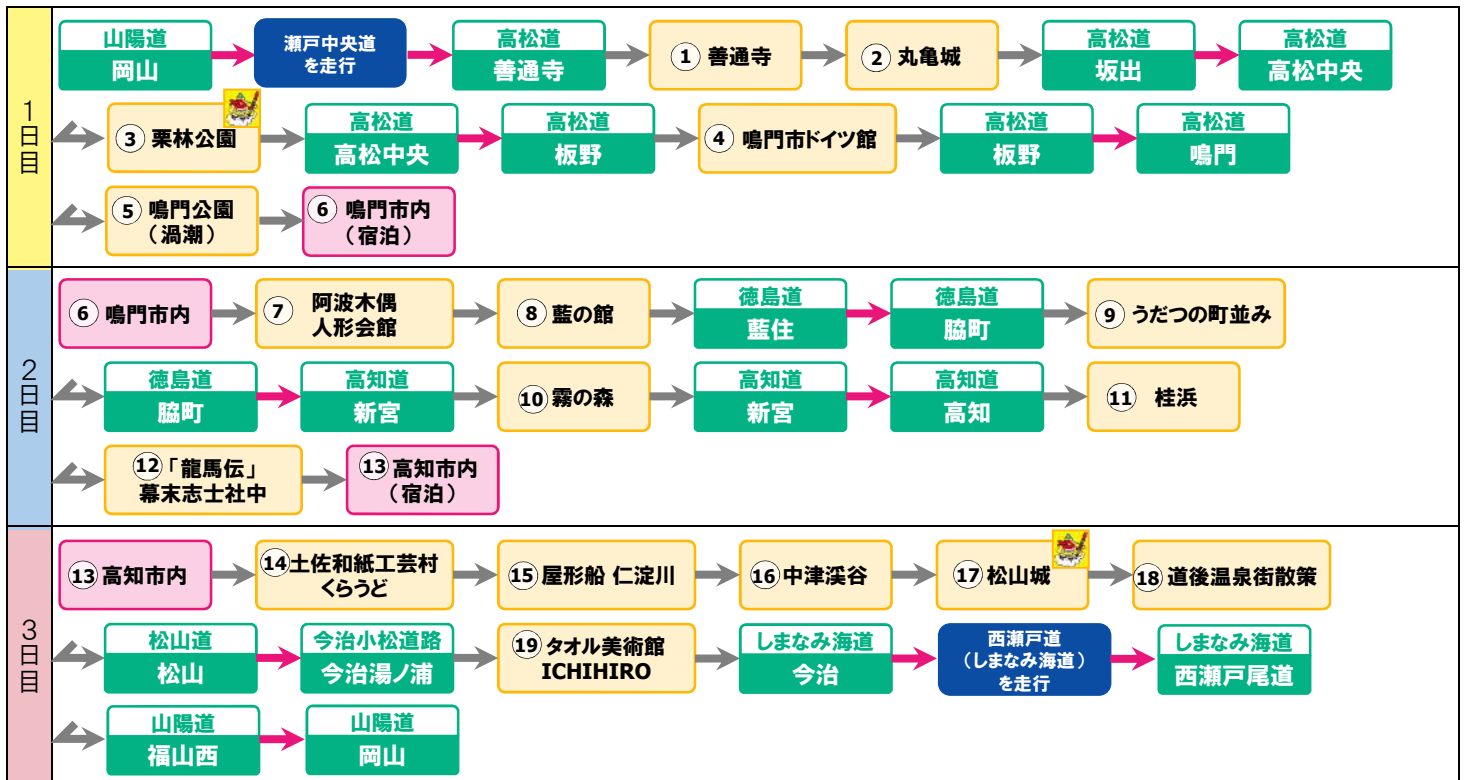 1日目
山陽道
岡山
瀬戸中央道
を走行
高松道
善通寺
① 善通寺
② 丸亀城
高松道
坂出
高松道
高松中央
③ 栗林公園
高松道
高松中央
高松道
板野
④ 鳴門市ドイツ館
高松道
板野
高松道
鳴門
⑤ 鳴門公園
（渦潮）
⑥ 鳴門市内
（宿泊）
2日目
⑥ 鳴門市内
⑦ 阿波木偶
人形会館
⑧ 藍の館
徳島道
藍住
徳島道
脇町
⑨ うだつの町並み
徳島道
脇町
高知道
新宮
⑩ 霧の森
高知道
新宮
高知道
高知
⑪ 桂浜
⑫「龍馬伝」
幕末志士社中
⑬ 高知市内
（宿泊）
3日目
⑬ 高知市内
⑭ 土佐和紙工芸村
くらうど
⑮ 屋形船 仁淀川
⑯ 中津渓谷
⑰ 松山城
⑱ 道後温泉街散策
松山道
松山
今治小松道路
今治湯ノ浦
⑲ タオル美術館
ICHIHIRO
しまなみ海道
今治
西瀬戸道
（しまなみ海道）
を走行
しまなみ海道
西瀬戸尾道
山陽道
福山西
山陽道
岡山